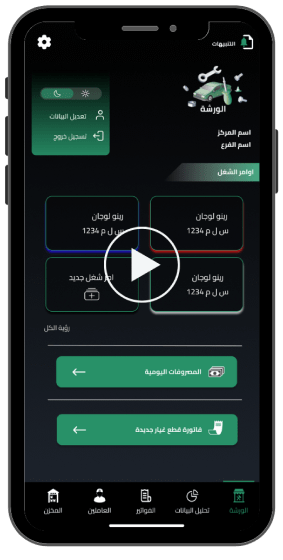 التنبيهات
الورشة
تعديل البيانات
تسجيل خروج
اسم المركز
اسم الفرع
اوامر الشغل
رينو لوجان
س ل م 1234
رينو لوجان
س ل م 1234
رينو لوجان
س ل م 1234
امر شغل جديد
رؤية الكل
المصروفات اليومية
فاتورة قطع غيار جديدة
الورشة
تحليل البيانات
الفواتير
العاملين
المخزن